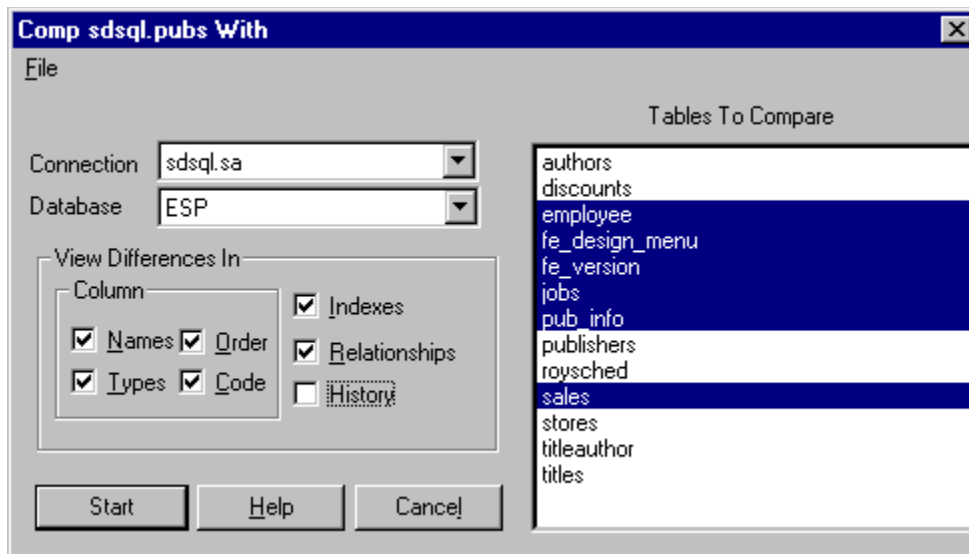 Comp sdsql.pubs With
File
Connection sdsql.sa
Database ESP
View Differences In
Column
Names Order
Types Code
Indexes
Relationships
History
Start Help Cancel
Tables To Compare
authors
discounts
employee
fe_design_menu
fe_version
jobs
pub_info
publishers
roysched
sales
stores
titleauthor
titles